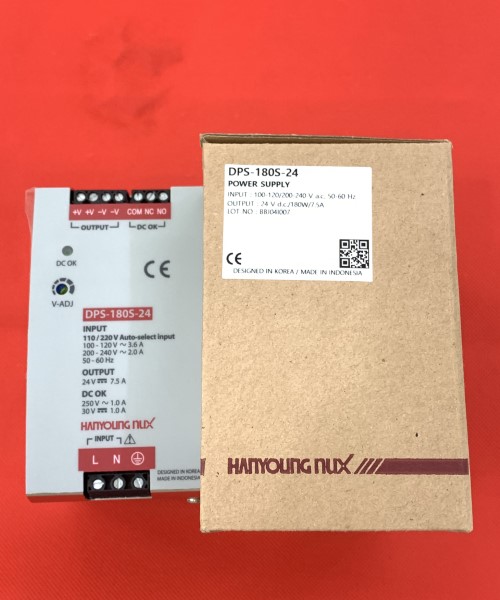 +V +V -V -V COM NC NO
OUTPUT DC OK
DC OK
V-ADJ
CE
DPS-180S-24
INPUT
110 / 220 V Auto-select input
100 - 120 V ~ 3.6 A
200 - 240 V ~ 2.0 A
50 - 60 Hz
OUTPUT
24 V ⎓ 7.5 A
DC OK
250 V ~ 1.0 A
30 V ⎓ 1.0 A
HANYOUNG NUX
INPUT
L N
DESIGNED IN KOREA
MADE IN INDONESIA
DPS-180S-24
POWER SUPPLY
INPUT : 100-120/200-240 V a.c. 50-60 Hz
OUTPUT : 24 V d.c/180W/7.5A
LOT NO : BBJ04I007
CE
DESIGNED IN KOREA / MADE IN INDONESIA
HANYOUNG NUX